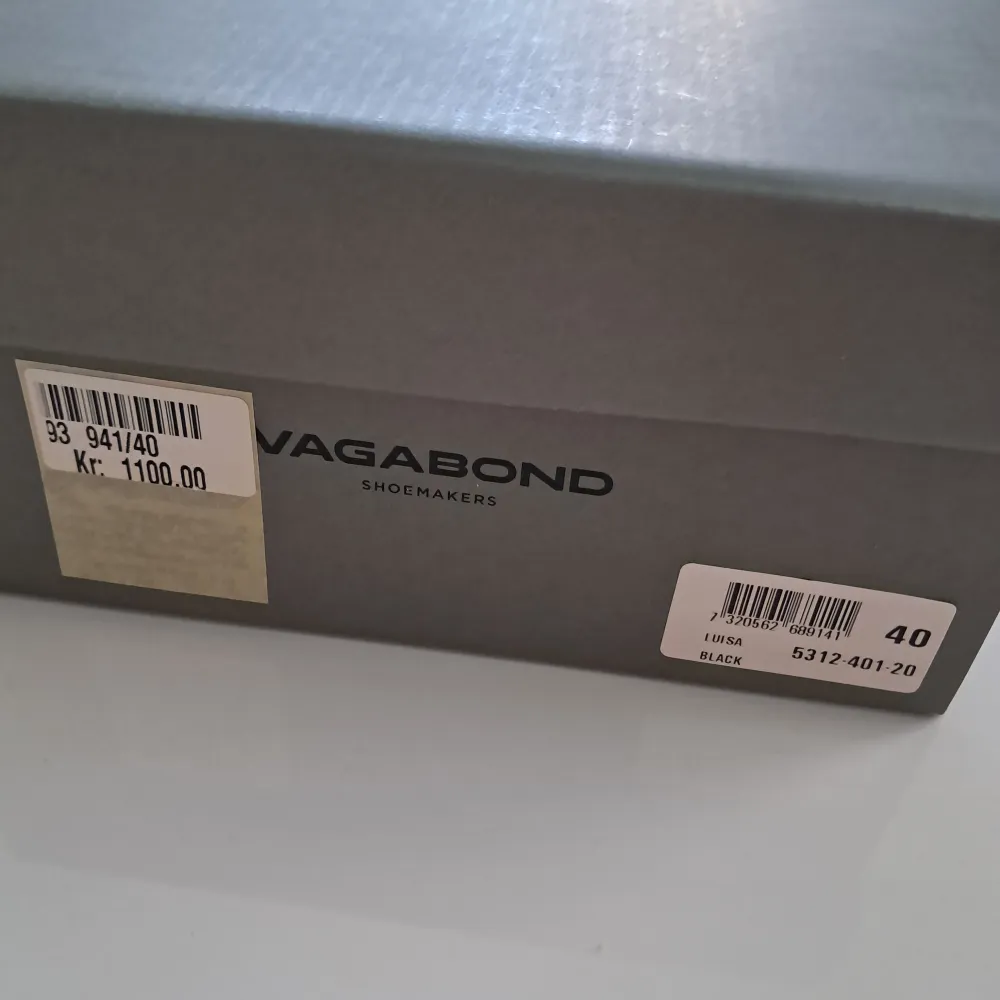 93 941/40
Kr: 1100.00
VAGABOND
SHOEMAKERS
7 320562 689141
40
LUISA
5312-401-20
BLACK